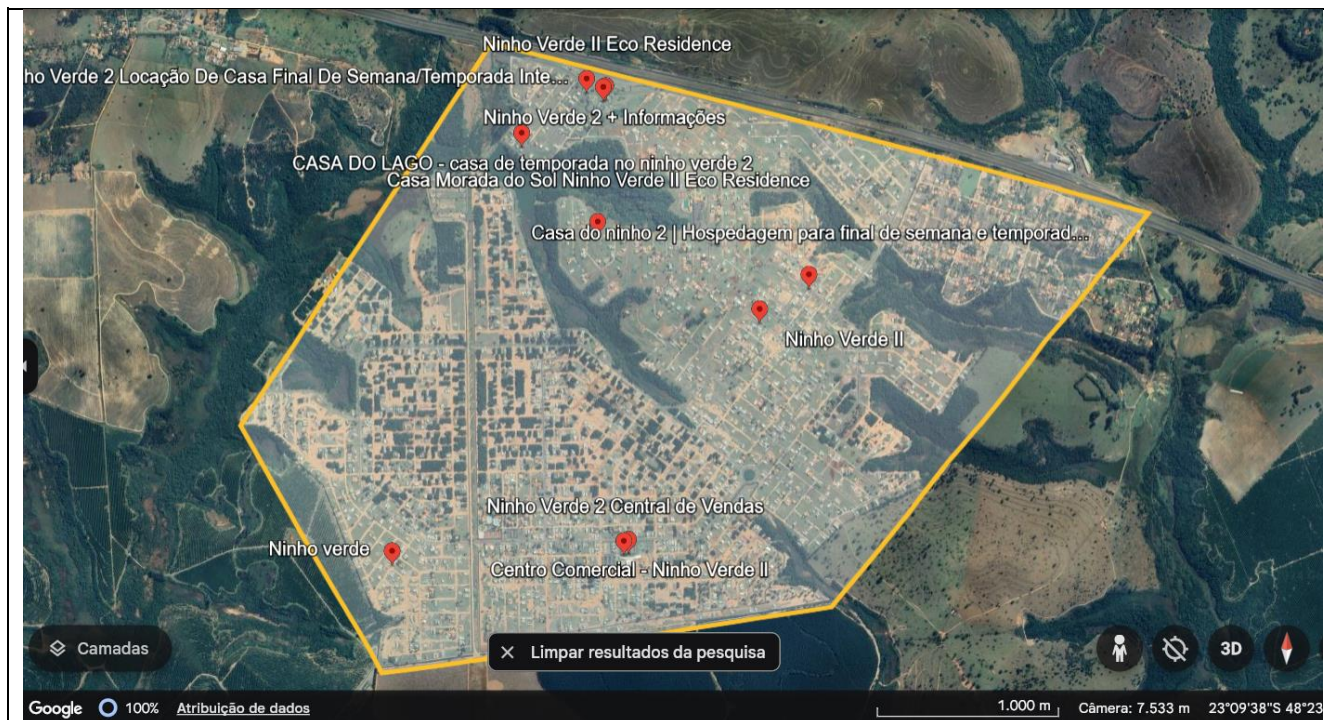 Ninho Verde II Eco Residence
ho Verde 2 Locação De Casa Final De Semana/Temporada Inte...
Ninho Verde 2 + Informações
CASA DO LAGO - casa de temporada no ninho verde 2
Casa Morada do Sol Ninho Verde II Eco Residence
Casa do ninho 2 | Hospedagem para final de semana e temporad...
Ninho Verde II
Ninho Verde 2 Central de Vendas
Ninho verde
Centro Comercial - Ninho Verde II
Camadas
Limpar resultados da pesquisa
3D
Google 100% Atribuição de dados 1.000 m Câmera: 7.533 m 23°09'38"S 48°23